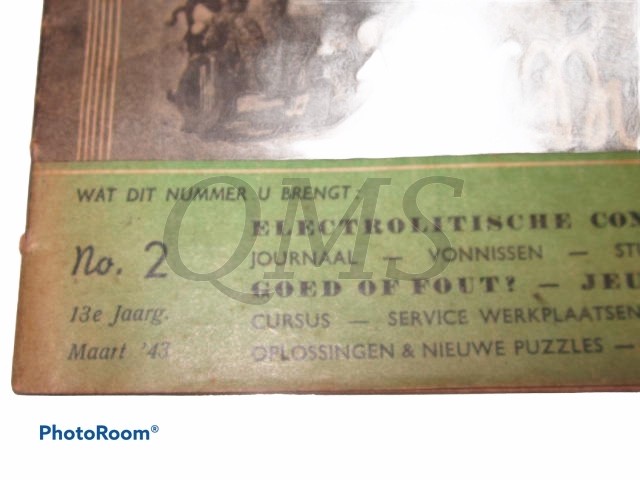 WAT DIT NUMMER U BRENGT:
No. 2
13e Jaarg.
Maart '43
ELECTROLITISCHE
JOURNAAL — VONNISSEN —
GOED OF FOUT? —
CURSUS — SERVICE WERKPLAATSEN
OPLOSSINGEN & NIEUWE PUZZLES —
QMS
PhotoRoom®